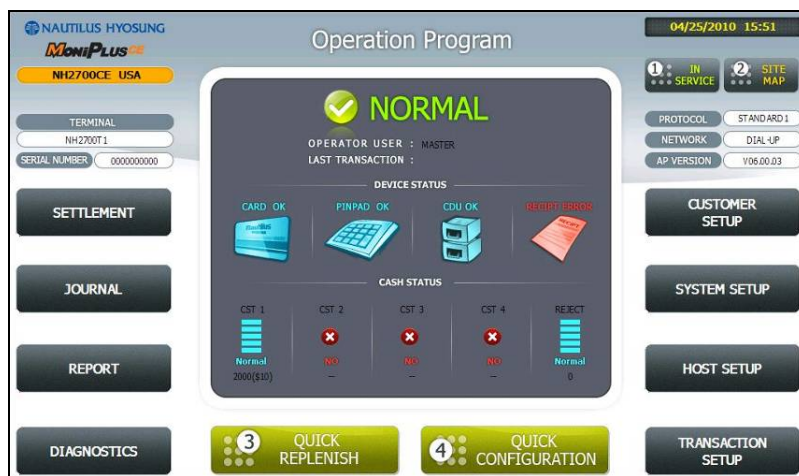 NAUTILUS HYOSUNG
MONIPLUSCE
NH2700CE USA
Operation Program
04/25/2010 15:51
1 IN SERVICE
2 SITE MAP
TERMINAL
NH2700T1
SERIAL NUMBER 0000000000
PROTOCOL STANDARD1
NETWORK DIAL-UP
AP VERSION V06.00.03
NORMAL
OPERATOR USER : MASTER
LAST TRANSACTION :
DEVICE STATUS
CARD OK PINPAD OK CDU OK RECEIPT ERROR
CASH STATUS
CST 1 CST 2 CST 3 CST 4 REJECT
Normal NO NO NO Normal
2000($10) — — — 0
SETTLEMENT
JOURNAL
REPORT
DIAGNOSTICS
CUSTOMER
SETUP
SYSTEM SETUP
HOST SETUP
TRANSACTION
SETUP
3 QUICK
REPLENISH
4 QUICK
CONFIGURATION